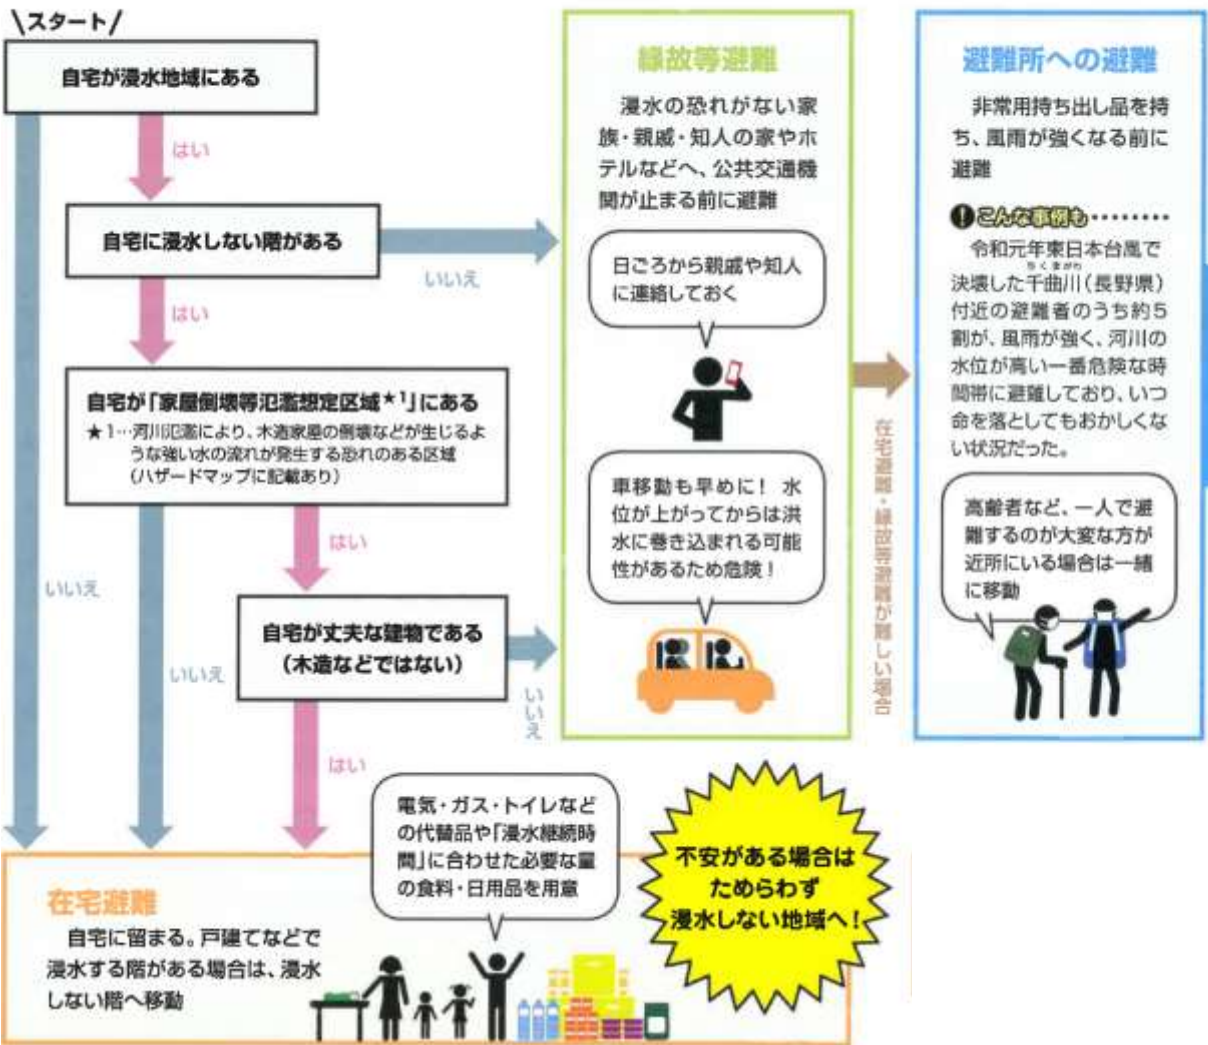 \スタート/
自宅が浸水地域にある
はい
いいえ
自宅に浸水しない階がある
いいえ
はい
自宅が「家屋倒壊等氾濫想定区域★1」にある
★1…河川氾濫により、木造家屋の倒壊などが生じるよ
うな強い水の流れが発生する恐れのある区域
（ハザードマップに記載あり）
はい
いいえ
自宅が丈夫な建物である
（木造などではない）
いいえ
はい
縁故等避難
浸水の恐れがない家
族・親戚・知人の家やホ
テルなどへ、公共交通機
関が止まる前に避難
日ごろから親戚や知人
に連絡しておく
車移動も早めに！ 水
位が上がってからは洪
水に巻き込まれる可能
性があるため危険！
在宅避難・縁故等避難が難しい場合
避難所への避難
非常用持ち出し品を持
ち、風雨が強くなる前に
避難
！こんな事例も………
令和元年東日本台風で
ちくまがわ
決壊した千曲川（長野県）
付近の避難者のうち約5
割が、風雨が強く、河川の
水位が高い一番危険な時
間帯に避難しており、いつ
命を落としてもおかしくな
い状況だった。
高齢者など、一人で避
難するのが大変な方が
近所にいる場合は一緒
に移動
在宅避難
自宅に留まる。戸建てなどで
浸水する階がある場合は、浸水
しない階へ移動
電気・ガス・トイレなど
の代替品や「浸水継続時
間」に合わせた必要な量
の食料・日用品を用意
不安がある場合は
ためらわず
浸水しない地域へ！